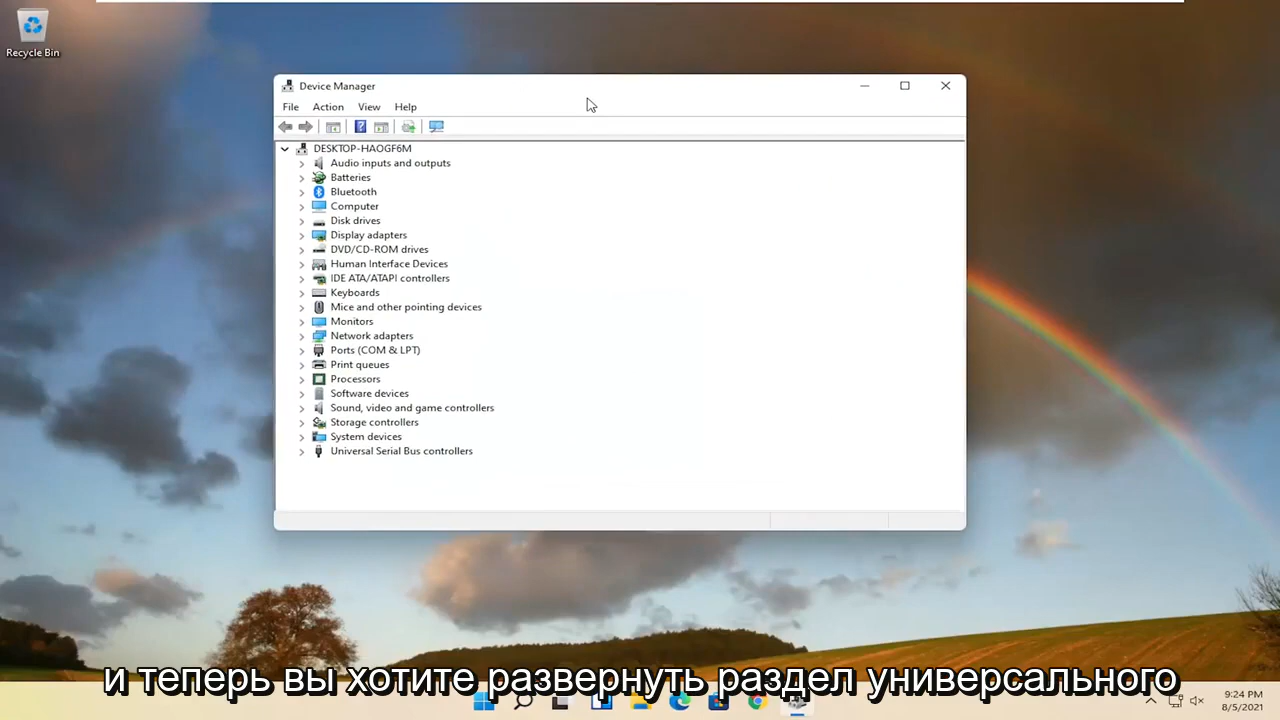 Recycle Bin
Device Manager
File Action View Help
DESKTOP-HAOGF6M
Audio inputs and outputs
Batteries
Bluetooth
Computer
Disk drives
Display adapters
DVD/CD-ROM drives
Human Interface Devices
IDE ATA/ATAPI controllers
Keyboards
Mice and other pointing devices
Monitors
Network adapters
Ports (COM & LPT)
Print queues
Processors
Software devices
Sound, video and game controllers
Storage controllers
System devices
Universal Serial Bus controllers
и теперь вы хотите развернуть раздел универсального
9:24 PM
8/5/2021